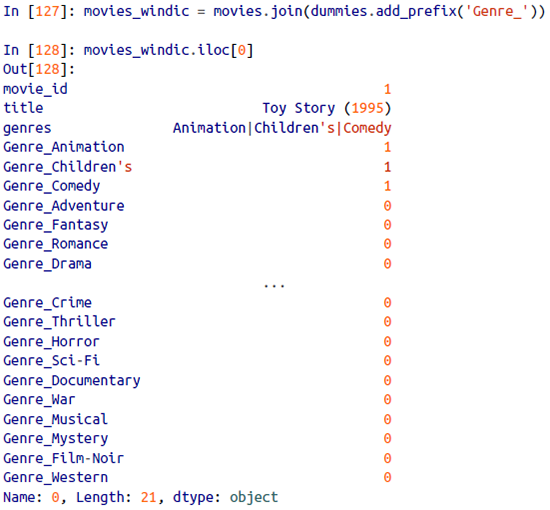 In [127]: movies_windic = movies.join(dummies.add_prefix('Genre_'))
In [128]: movies_windic.iloc[0]
Out[128]:
movie_id 1
title Toy Story (1995)
genres Animation|Children's|Comedy
Genre_Animation 1
Genre_Children's 1
Genre_Comedy 1
Genre_Adventure 0
Genre_Fantasy 0
Genre_Romance 0
Genre_Drama 0
...
Genre_Crime 0
Genre_Thriller 0
Genre_Horror 0
Genre_Sci-Fi 0
Genre_Documentary 0
Genre_War 0
Genre_Musical 0
Genre_Mystery 0
Genre_Film-Noir 0
Genre_Western 0
Name: 0, Length: 21, dtype: object